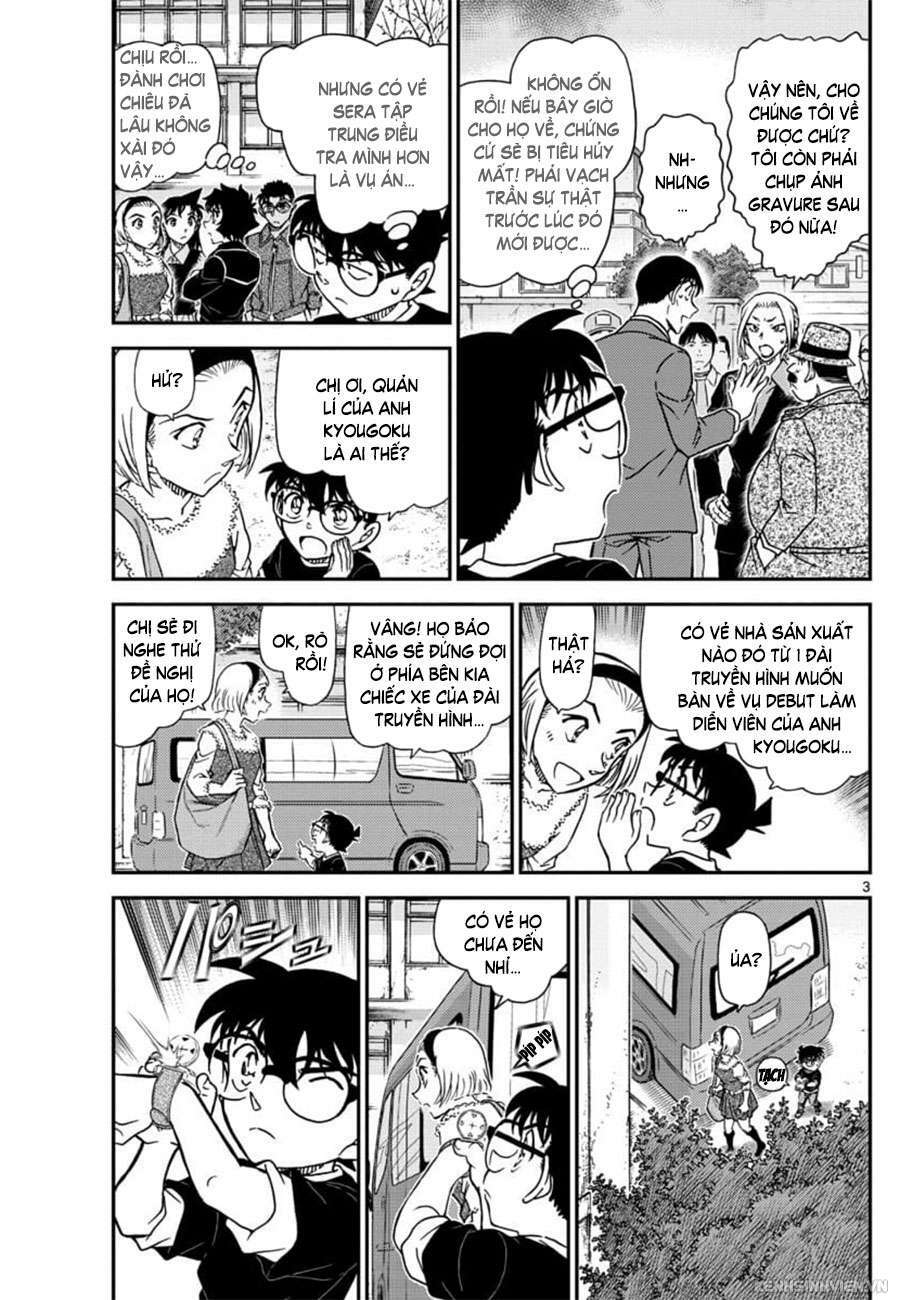 VẬY NÊN, CHO
CHÚNG TÔI VỀ
ĐƯỢC CHỨ?
TÔI CÒN PHẢI
CHỤP ẢNH
GRAVURE SAU
ĐÓ NỮA!
NH-
NHƯNG
...
KHÔNG ỔN
RỒI! NẾU BÂY GIỜ
CHO HỌ VỀ, CHỨNG
CỨ SẼ BỊ TIÊU HỦY
MẤT! PHẢI VẠCH
TRẦN SỰ THẬT
TRƯỚC LÚC ĐÓ
MỚI ĐƯỢC...
NHƯNG CÓ VẺ
SERA TẬP
TRUNG ĐIỀU
TRA MÌNH HƠN
LÀ VỤ ÁN...
CHỊU RỒI...
ĐÀNH CHƠI
CHIÊU ĐÃ
LÂU KHÔNG
XÀI ĐÓ
VẬY...
CHỊ ƠI, QUẢN
LÍ CỦA ANH
KYOUGOKU
LÀ AI THẾ?
HỬ?
CÓ VẺ NHÀ SẢN XUẤT
NÀO ĐÓ TỪ 1 ĐÀI
TRUYỀN HÌNH MUỐN
BÀN VỀ VỤ DEBUT LÀM
DIỄN VIÊN CỦA ANH
KYOUGOKU...
THẬT
HẢ?
VÂNG! HỌ BẢO
RẰNG SẼ ĐỨNG ĐỢI
Ở PHÍA BÊN KIA
CHIẾC XE CỦA ĐÀI
TRUYỀN HÌNH...
OK, RÕ
RỒI!
CHỊ SẼ ĐI
NGHE THỬ
ĐỀ NGHỊ
CỦA HỌ!
3
ỦA?
TẠCH
CÓ VẺ HỌ
CHƯA ĐẾN
NHỈ...
PÍP PÍP
パシュ
KENHSINHVIEN.VN